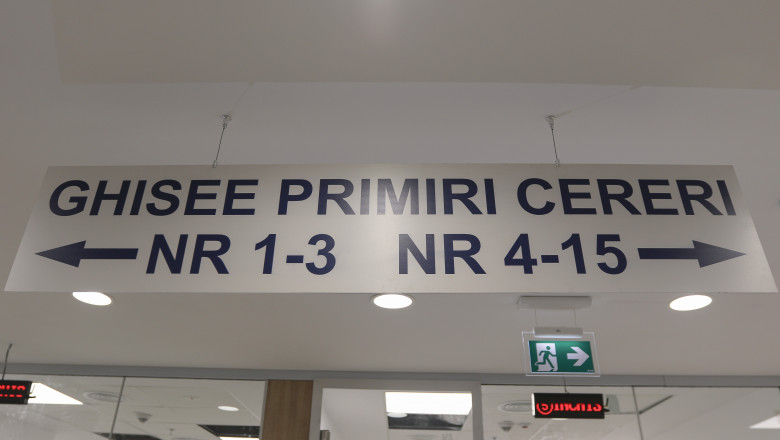 GHISEE PRIMIRI CERERI
NR 1-3 NR 4-15